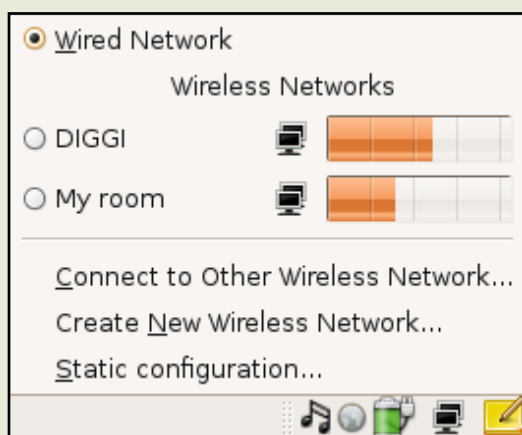 Wired Network
Wireless Networks
DIGGI
My room
Connect to Other Wireless Network...
Create New Wireless Network...
Static configuration...